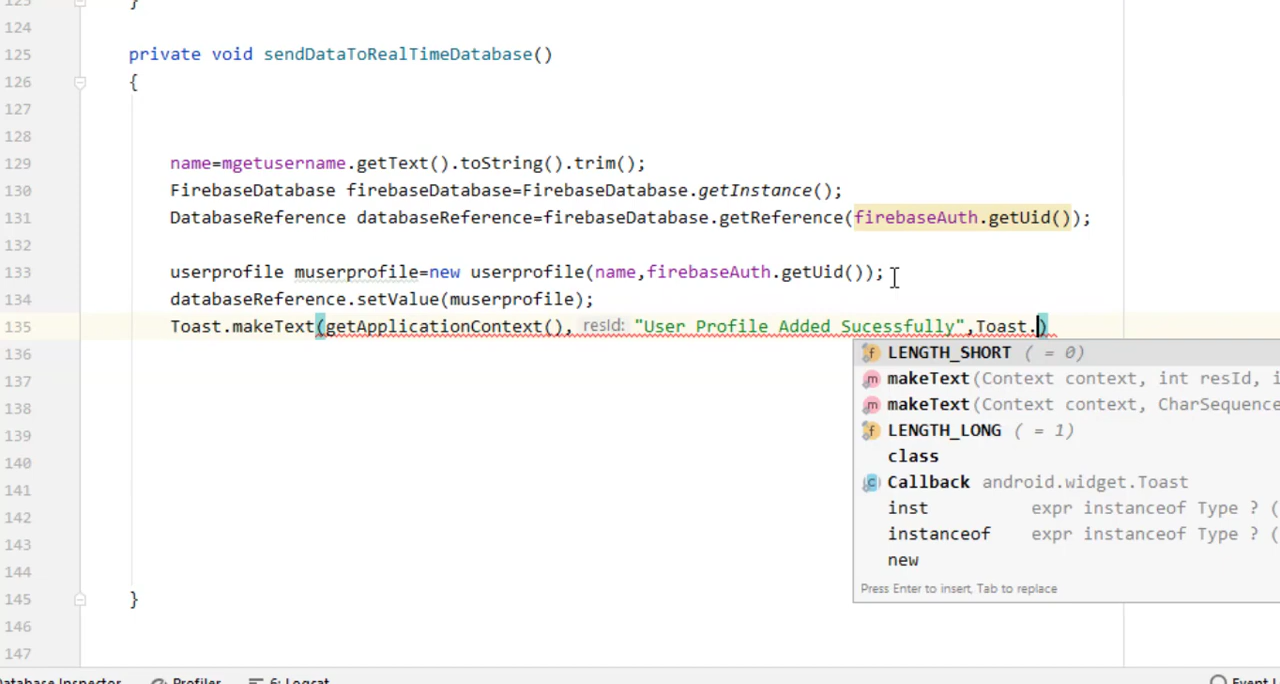 123 }
124
125 private void sendDataToRealTimeDatabase()
126 {
127
128
129 name=mgetusername.getText().toString().trim();
130 FirebaseDatabase firebaseDatabase=FirebaseDatabase.getInstance();
131 DatabaseReference databaseReference=firebaseDatabase.getReference(firebaseAuth.getUid());
132
133 userprofile muserprofile=new userprofile(name,firebaseAuth.getUid());
134 databaseReference.setValue(muserprofile);
135 Toast.makeText(getApplicationContext(), resId: "User Profile Added Sucessfully",Toast.)
136 LENGTH_SHORT ( = 0)
137 makeText(Context context, int resId, i
138 makeText(Context context, CharSequence
139 LENGTH_LONG ( = 1)
140 class
141 Callback android.widget.Toast
142 inst expr instanceof Type ? (
143 instanceof expr instanceof Type ? (
144 new
145 } Press Enter to insert, Tab to replace
146
147
Database Inspector Profiler 6: Logcat Event L